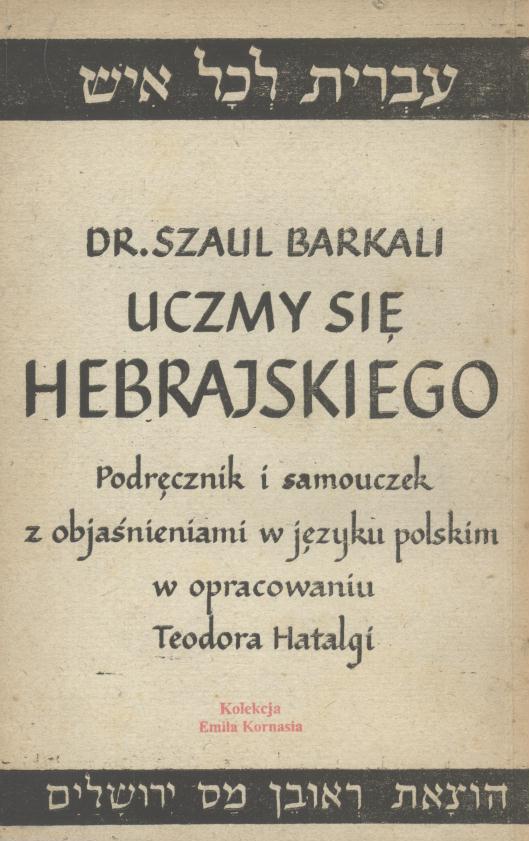 עִבְרִית לְכָל אִישׁ
DR. SZAUL BARKALI
UCZMY SIĘ
HEBRAJSKIEGO
Podręcznik i samouczek
z objaśnieniami w języku polskim
w opracowaniu
Teodora Hatalgi
Kolekcja
Emila Kornasia
הוֹצָאַת רְאוּבֵן מַס יְרוּשָׁלַיִם